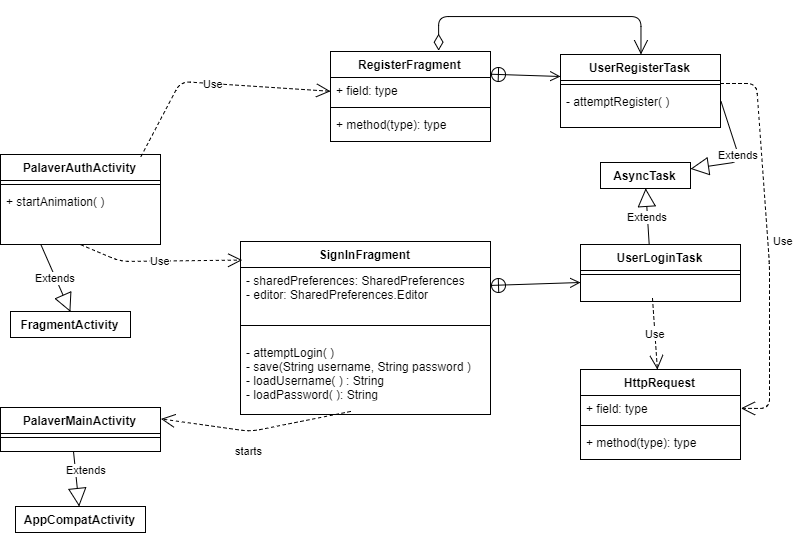 RegisterFragment
+ field: type
+ method(type): type
UserRegisterTask
- attemptRegister( )
Use
PalaverAuthActivity
+ startAnimation( )
Extends
AsyncTask
Extends
Use
Use
SignInFragment
- sharedPreferences: SharedPreferences
- editor: SharedPreferences.Editor
- attemptLogin( )
- save(String username, String password )
- loadUsername( ) : String
- loadPassword( ): String
UserLoginTask
Extends
FragmentActivity
Use
HttpRequest
+ field: type
+ method(type): type
PalaverMainActivity
starts
Extends
AppCompatActivity